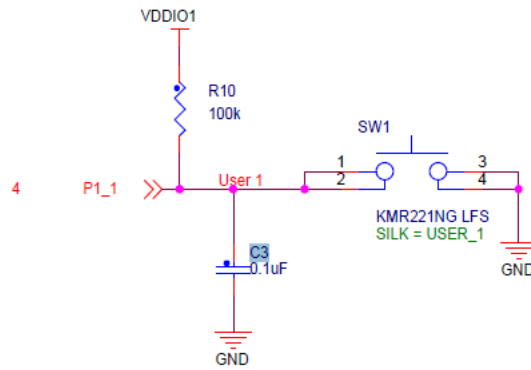 VDDIO1
R10
100k
SW1
4 P1_1 User 1 1 3
2 4
KMR221NG LFS
SILK = USER_1
C3
0.1uF
GND
GND